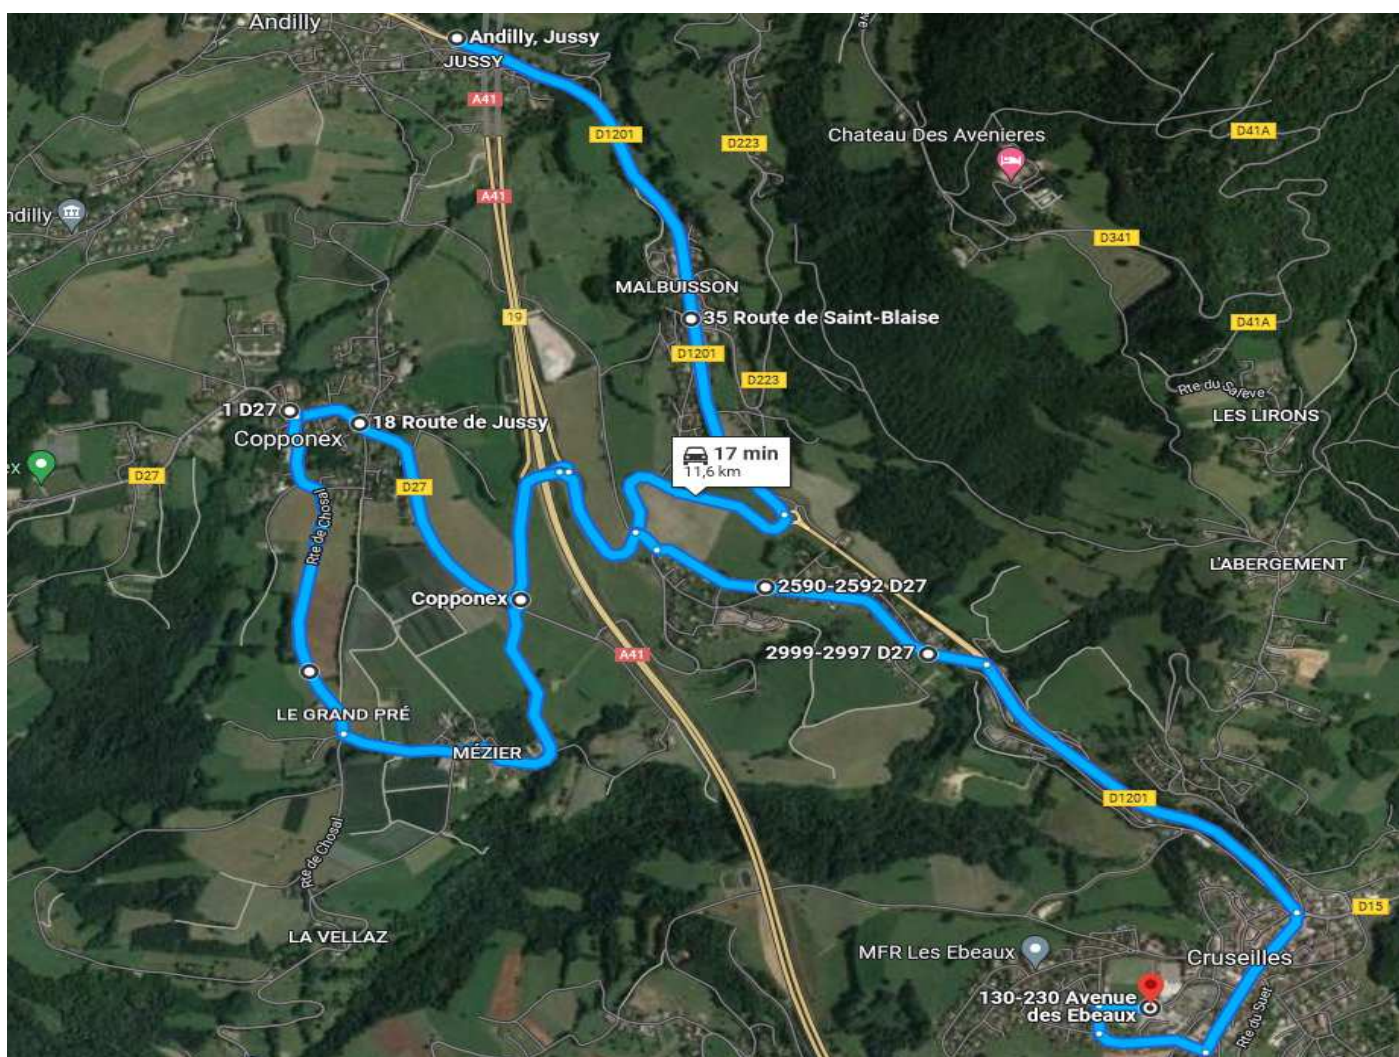 Andilly
Andilly, Jussy
JUSSY
A41
D1201
D223
Chateau Des Avenieres
D41A
A41
ndilly
D341
MALBUISSON
19
35 Route de Saint-Blaise
D41A
D1201
D223
Rte du Salève
LES LIRONS
1 D27
18 Route de Jussy
Copponex
17 min
11,6 km
ex
D27
D27
Rte de Chosal
L'ABERGEMENT
2590-2592 D27
Copponex
2999-2997 D27
A41
LE GRAND PRÉ
MÉZIER
D1201
Rte de Chosal
D15
LA VELLAZ
MFR Les Ebeaux
Cruseilles
130-230 Avenue
des Ebeaux
Rte du Suet